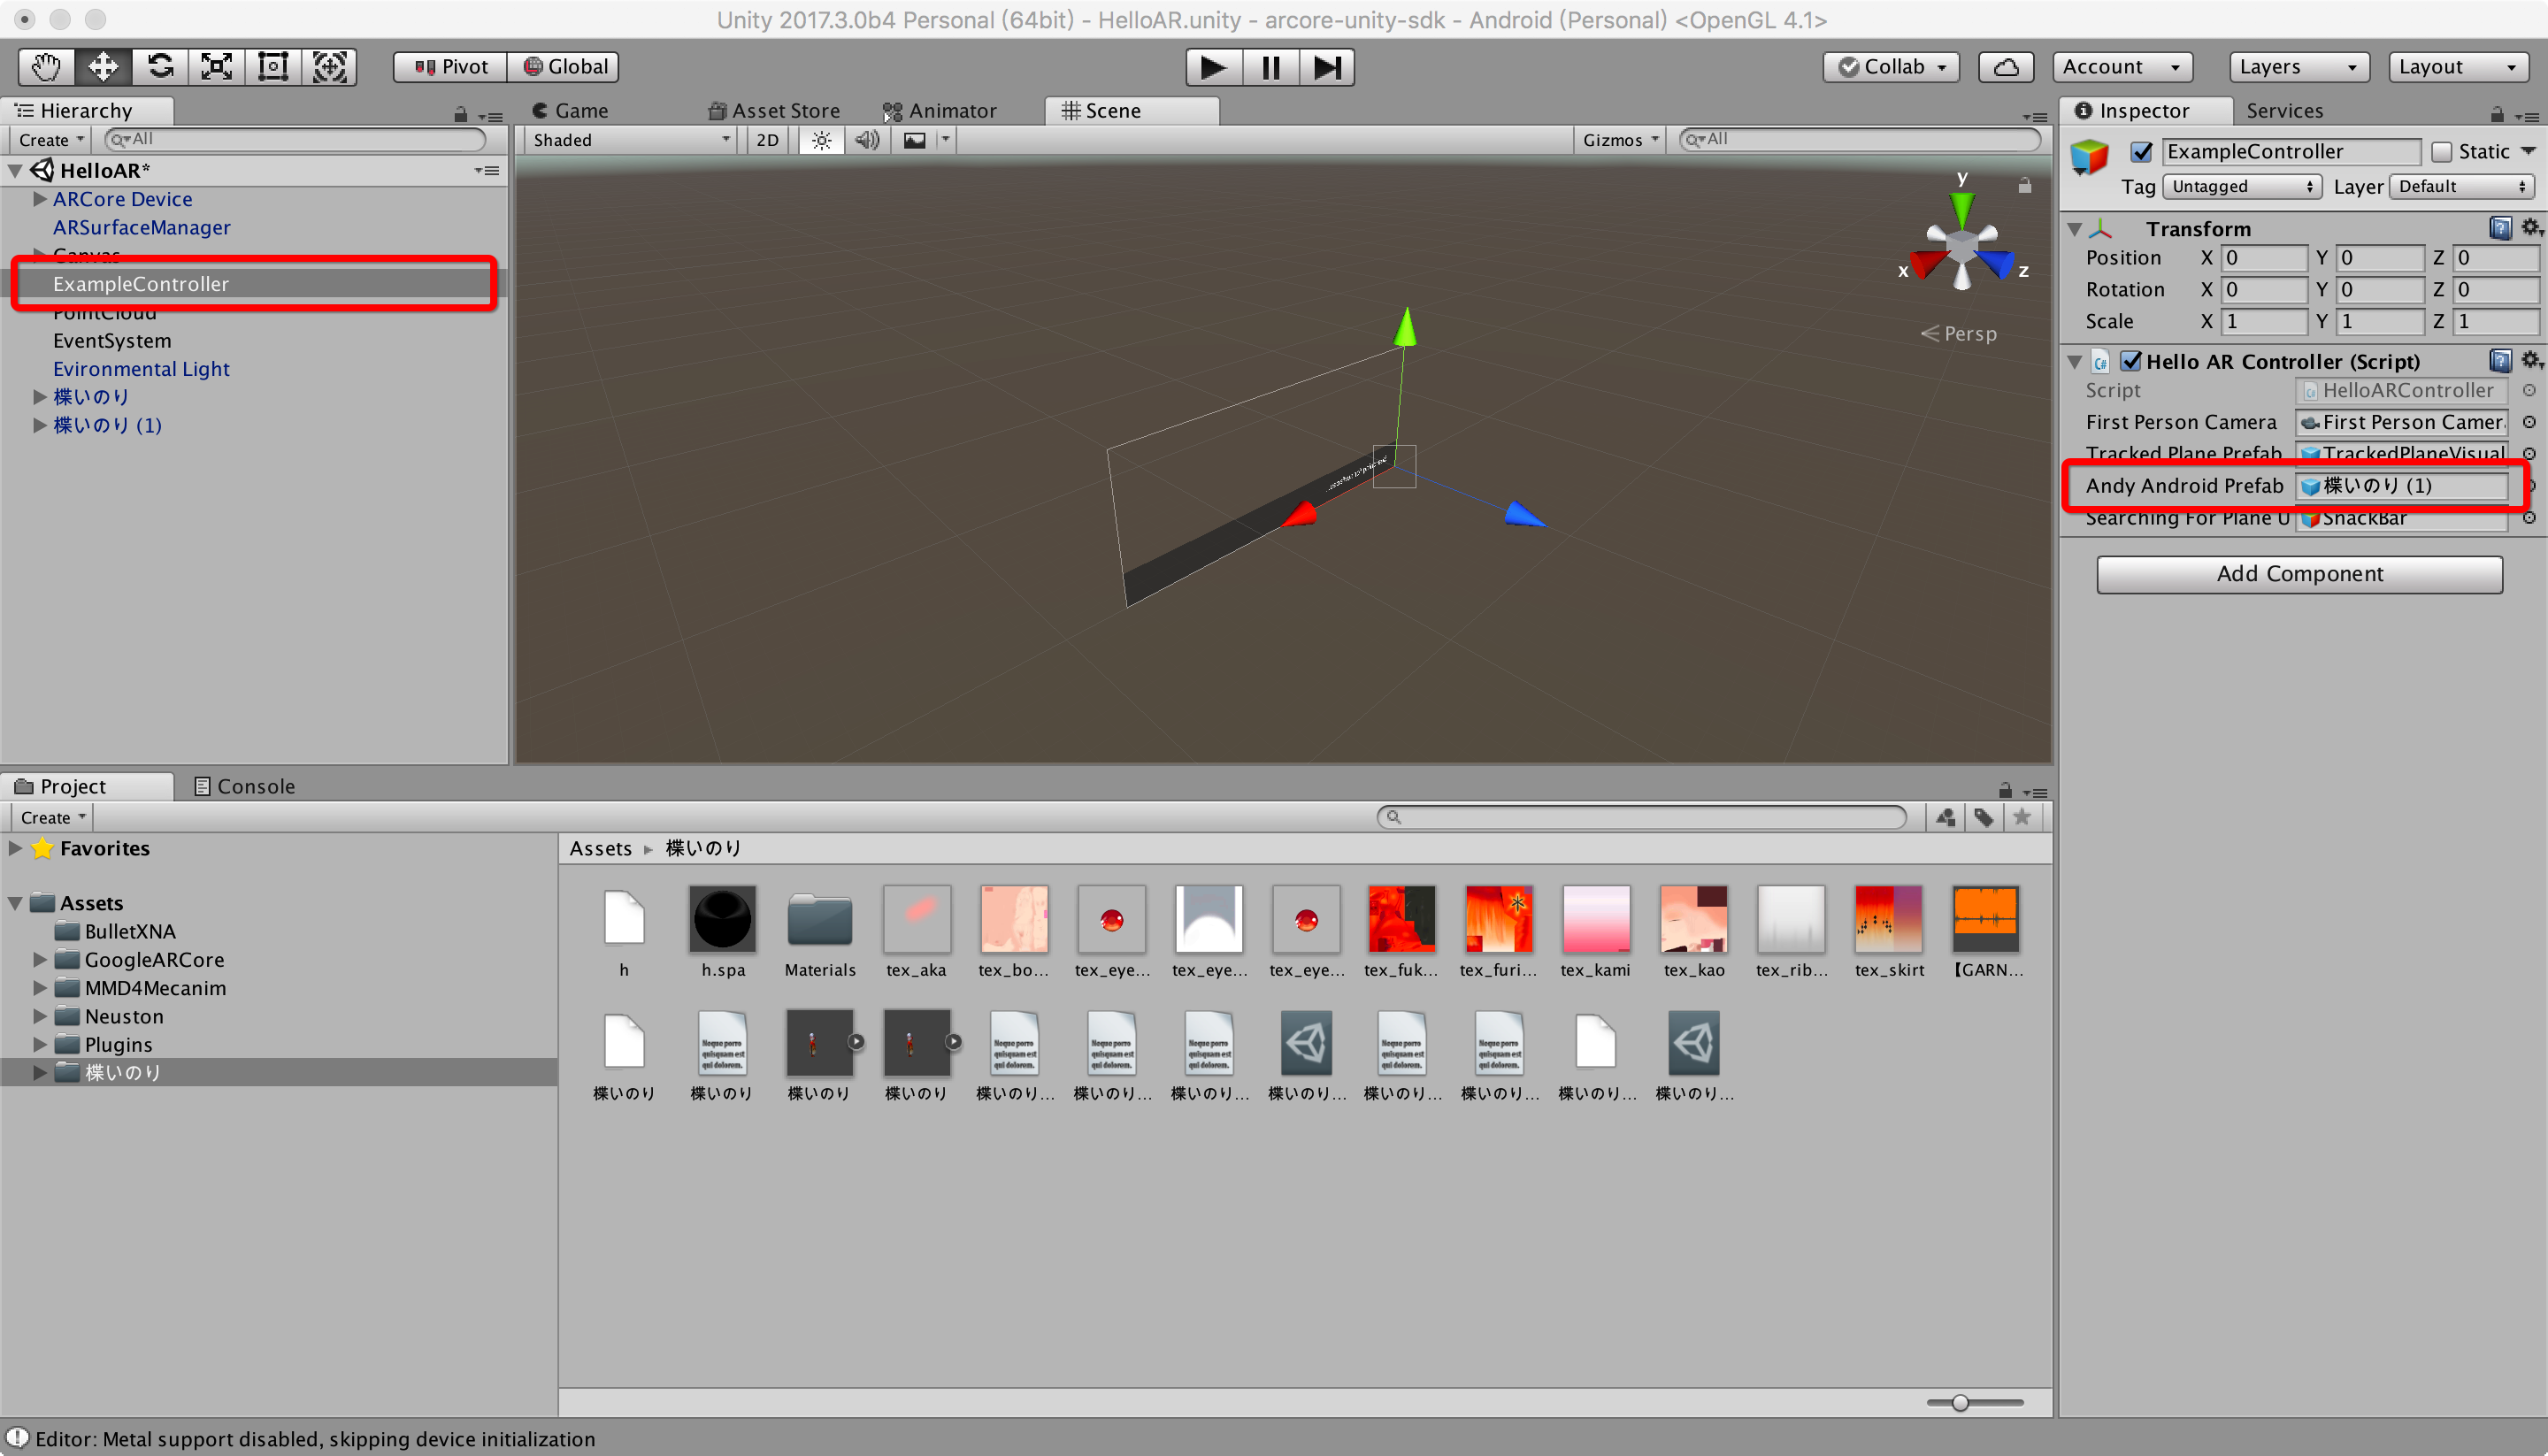 Unity 2017.3.0b4 Personal (64bit) - HelloAR.unity - arcore-unity-sdk - Android (Personal) <OpenGL 4.1>
Pivot Global Collab Account Layers Layout
Hierarchy
Create All
HelloAR*
ARCore Device
ARSurfaceManager
Canvas
ExampleController
PointCloud
EventSystem
Evironmental Light
楪いのり
楪いのり (1)
Game Asset Store Animator Scene
Shaded 2D Gizmos All
y
x z
Persp
Inspector Services
ExampleController Static
Tag Untagged Layer Default
Transform
Position X 0 Y 0 Z 0
Rotation X 0 Y 0 Z 0
Scale X 1 Y 1 Z 1
Hello AR Controller (Script)
Script HelloARController
First Person Camera First Person Camer
Tracked Plane Prefab TrackedPlaneVisual
Andy Android Prefab 楪いのり (1)
Searching For Plane U SnackBar
Add Component
Project Console
Create
Favorites
Assets
BulletXNA
GoogleARCore
MMD4Mecanim
Neuston
Plugins
楪いのり
Assets 楪いのり
h h.spa Materials tex_aka tex_bo... tex_eye... tex_eye... tex_eye... tex_fuk... tex_furi... tex_kami tex_kao tex_rib... tex_skirt 【GARN...
楪いのり 楪いのり 楪いのり 楪いのり 楪いのり... 楪いのり... 楪いのり... 楪いのり... 楪いのり... 楪いのり... 楪いのり... 楪いのり...
Editor: Metal support disabled, skipping device initialization